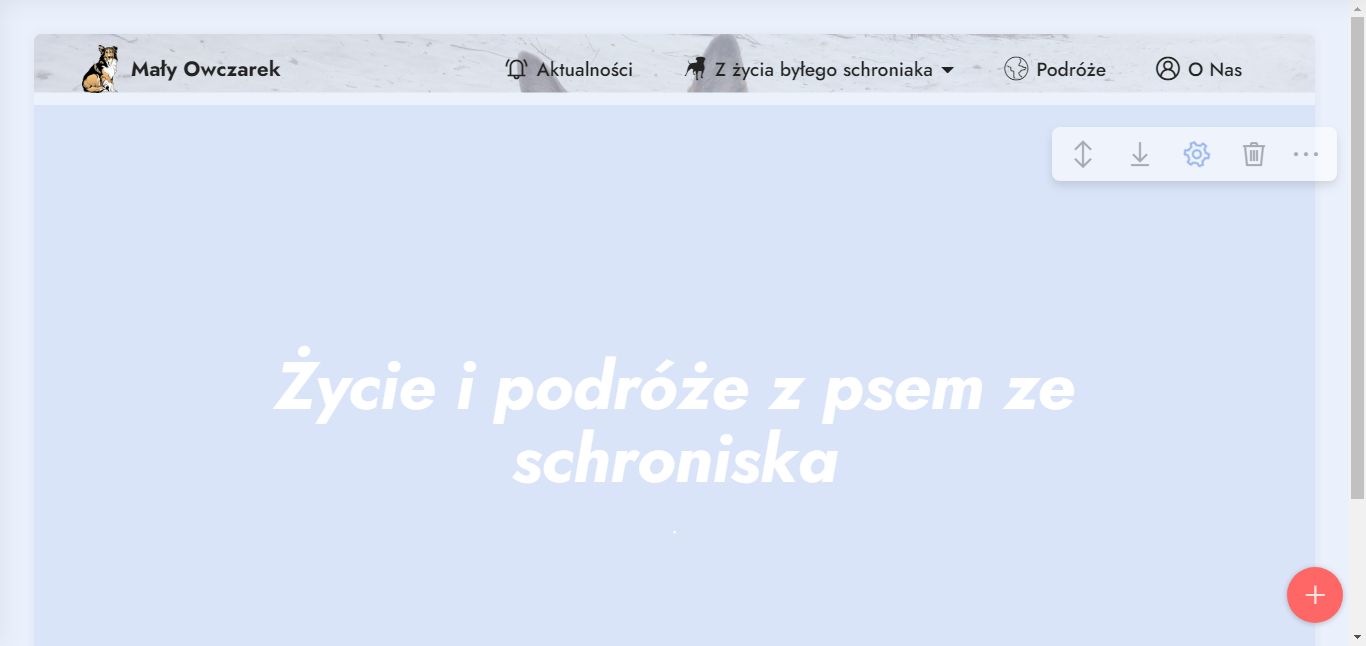 Mały Owczarek
Aktualności
Z życia byłego schroniaka
Podróże
O Nas
Życie i podróże z psem ze
schroniska
.